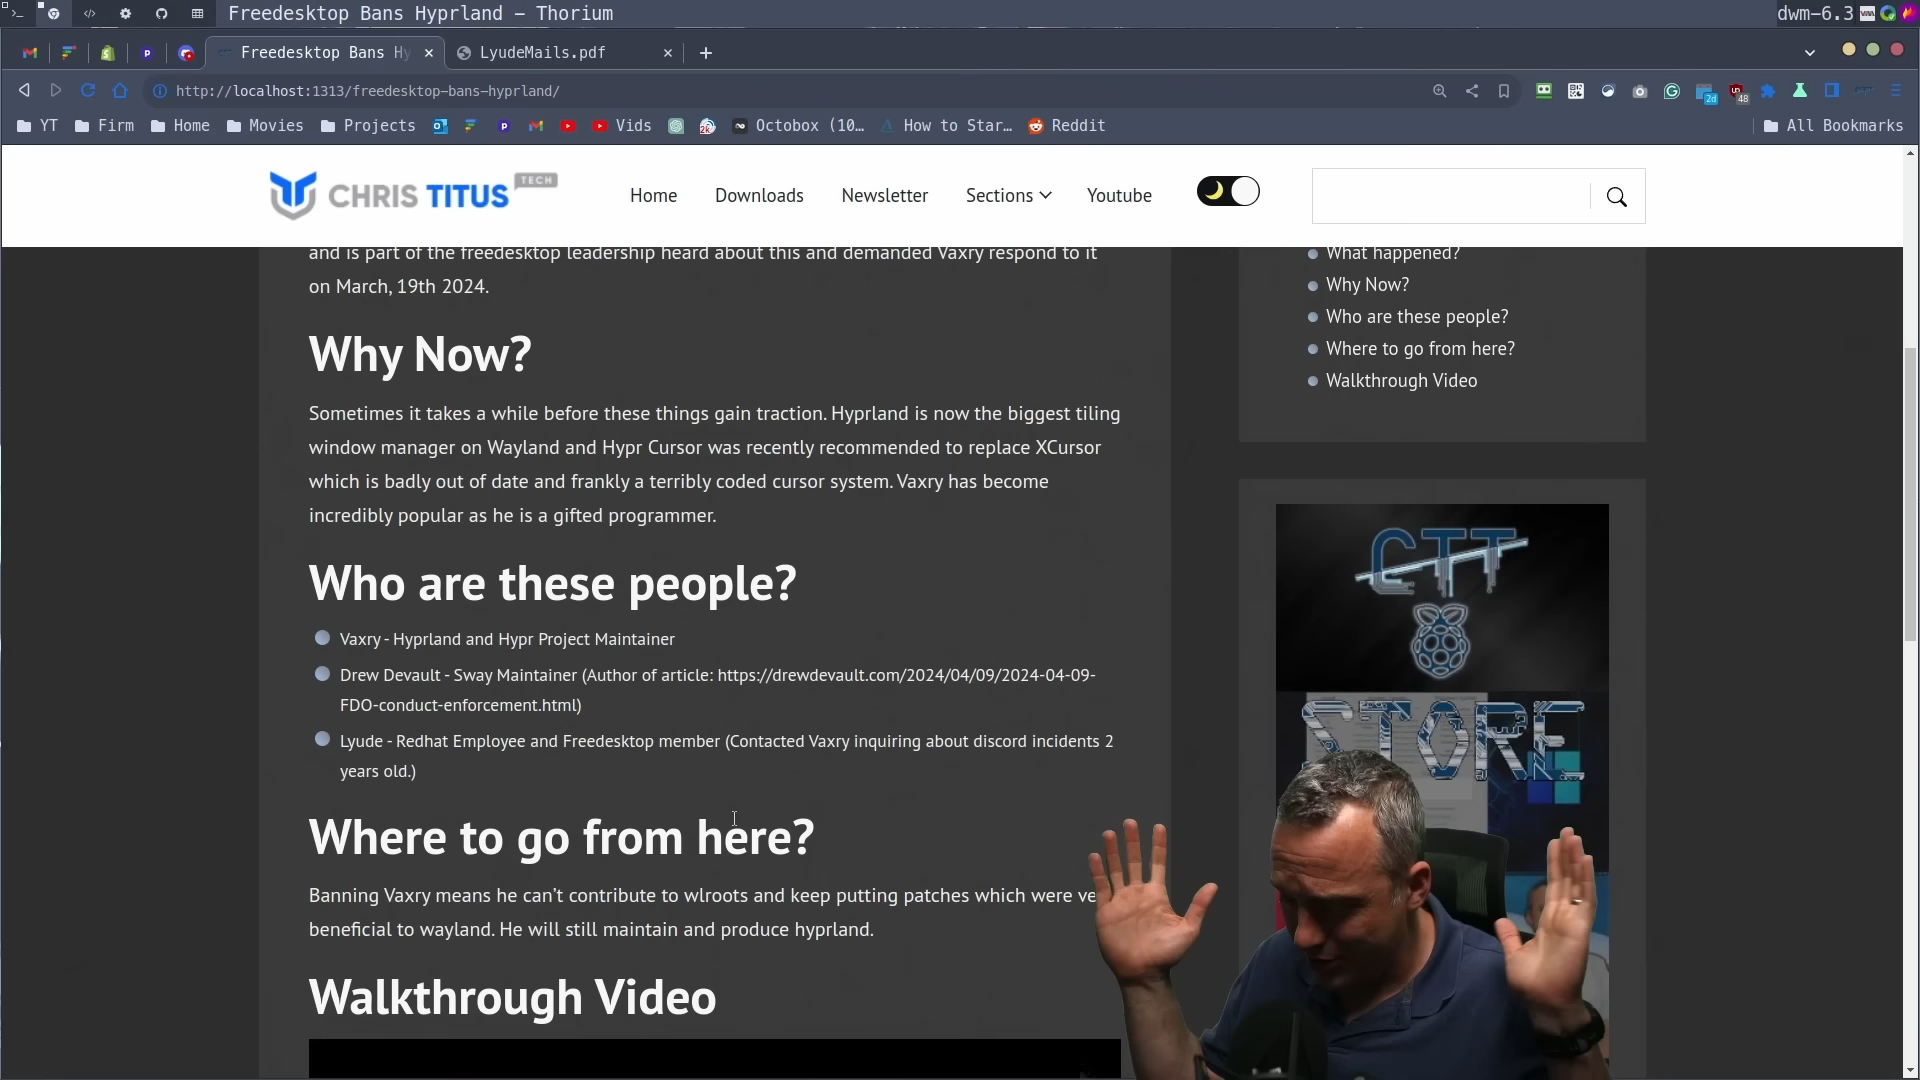 Freedesktop Bans Hyprland – Thorium
dwm-6.3
Freedesktop Bans Hy
LyudeMails.pdf
http://localhost:1313/freedesktop-bans-hyprland/
2d
48
YT
Firm
Home
Movies
Projects
Vids
Octobox (10…
How to Star…
Reddit
All Bookmarks
CHRIS TITUS TECH
Home
Downloads
Newsletter
Sections
Youtube
and is part of the freedesktop leadership heard about this and demanded Vaxry respond to it
on March, 19th 2024.
Why Now?
Sometimes it takes a while before these things gain traction. Hyprland is now the biggest tiling
window manager on Wayland and Hypr Cursor was recently recommended to replace XCursor
which is badly out of date and frankly a terribly coded cursor system. Vaxry has become
incredibly popular as he is a gifted programmer.
Who are these people?
Vaxry - Hyprland and Hypr Project Maintainer
Drew Devault - Sway Maintainer (Author of article: https://drewdevault.com/2024/04/09/2024-04-09-
FDO-conduct-enforcement.html)
Lyude - Redhat Employee and Freedesktop member (Contacted Vaxry inquiring about discord incidents 2
years old.)
Where to go from here?
Banning Vaxry means he can't contribute to wlroots and keep putting patches which were ve
beneficial to wayland. He will still maintain and produce hyprland.
Walkthrough Video
What happened?
Why Now?
Who are these people?
Where to go from here?
Walkthrough Video
CTT
STORE